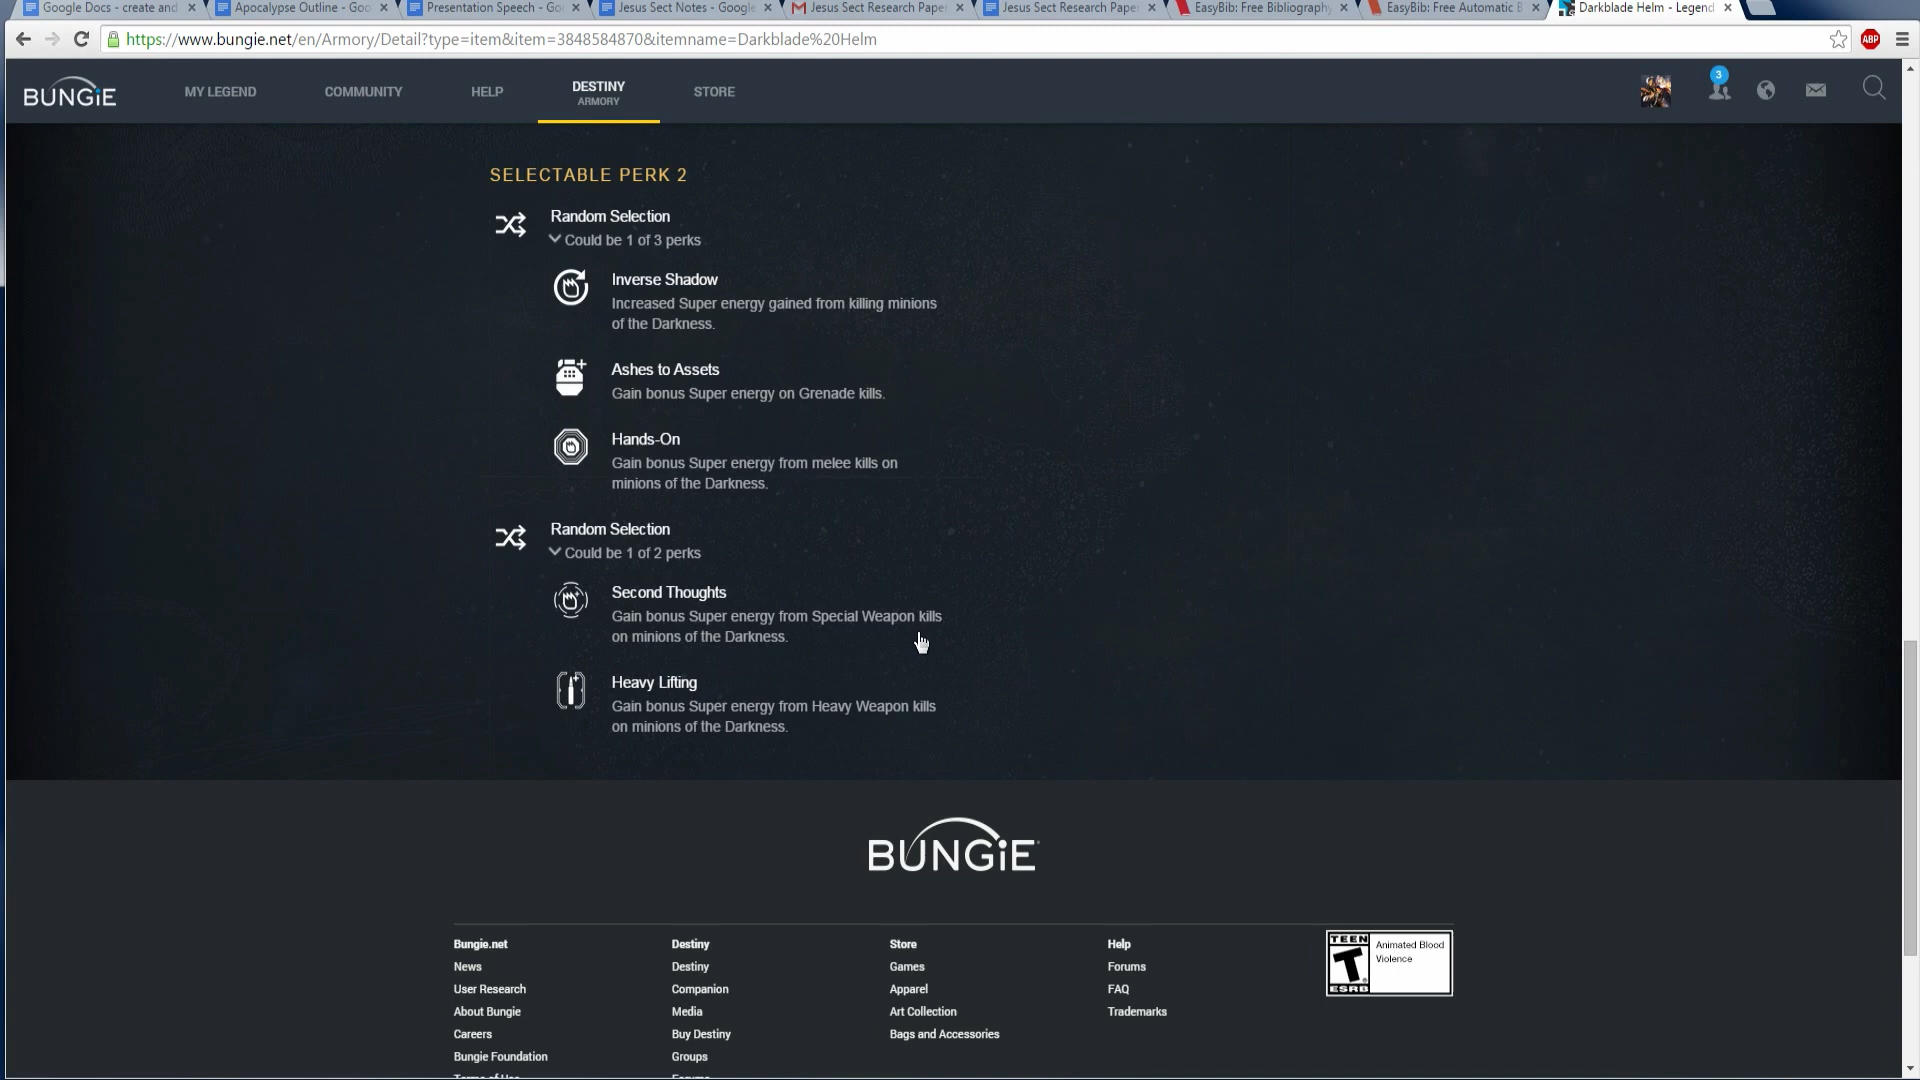 Google Docs - create and
Apocalypse Outline - Goo
Presentation Speech - Go
Jesus Sect Notes - Google
Jesus Sect Research Paper
Jesus Sect Research Pape
EasyBib: Free Bibliography
EasyBib: Free Automatic B
Darkblade Helm - Legend
https://www.bungie.net/en/Armory/Detail?type=item&item=3848584870&itemname=Darkblade%20Helm
ABP
BUNGiE
MY LEGEND
COMMUNITY
HELP
DESTINY
ARMORY
STORE
3
SELECTABLE PERK 2
Random Selection
Could be 1 of 3 perks
Inverse Shadow
Increased Super energy gained from killing minions
of the Darkness.
Ashes to Assets
Gain bonus Super energy on Grenade kills.
Hands-On
Gain bonus Super energy from melee kills on
minions of the Darkness.
Random Selection
Could be 1 of 2 perks
Second Thoughts
Gain bonus Super energy from Special Weapon kills
on minions of the Darkness.
Heavy Lifting
Gain bonus Super energy from Heavy Weapon kills
on minions of the Darkness.
BUNGiE
Bungie.net
News
User Research
About Bungie
Careers
Bungie Foundation
Terms of Use
Destiny
Destiny
Companion
Media
Buy Destiny
Groups
Forums
Store
Games
Apparel
Art Collection
Bags and Accessories
Help
Forums
FAQ
Trademarks
TEEN
T
ESRB
Animated Blood
Violence